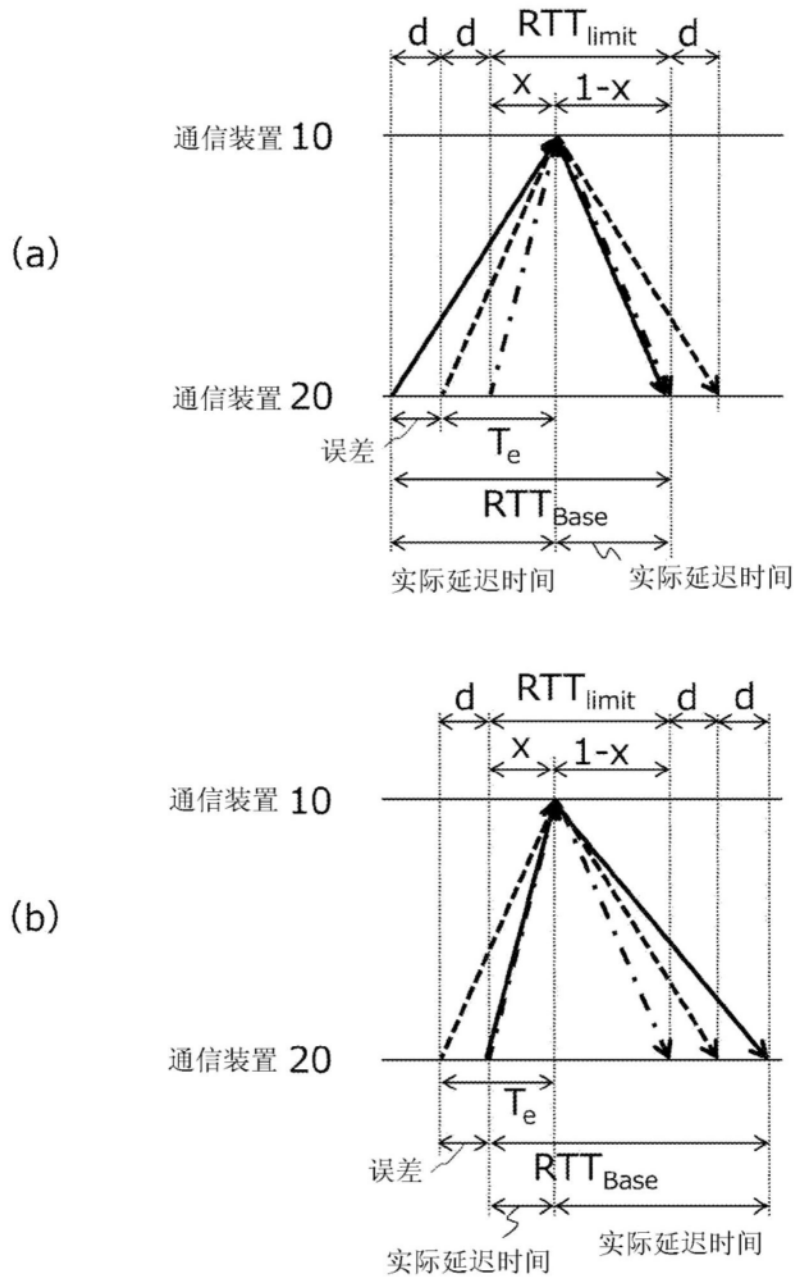 d d RTTlimit d
x 1-x
通信装置 10
(a)
通信装置 20
误差 Te
RTTBase
实际延迟时间 实际延迟时间
d RTTlimit d d
x 1-x
通信装置 10
(b)
通信装置 20
Te
误差 RTTBase
实际延迟时间 实际延迟时间